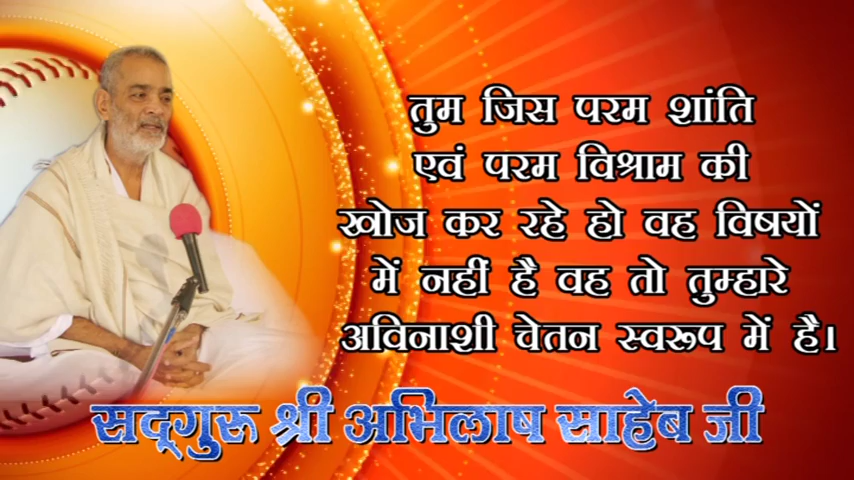 तुम जिस परम शांति
एवं परम विश्राम की
खोज कर रहे हो वह विषयों
में नहीं है वह तो तुम्हारे
अविनाशी चेतन स्वरूप में है।
सद्गुरू श्री अभिलाष साहेब जी